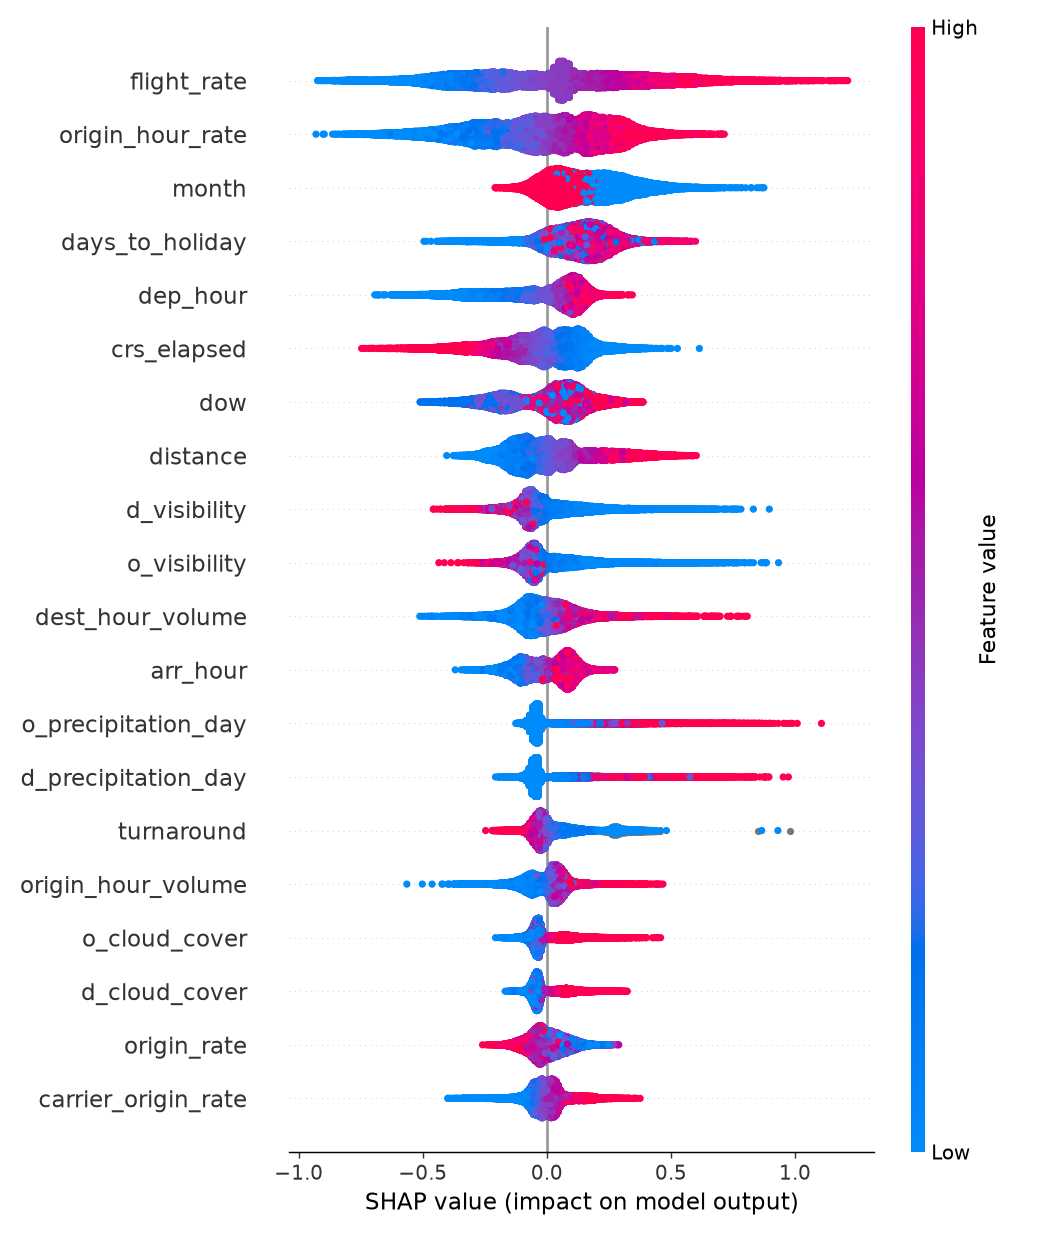 High
flight_rate
origin_hour_rate
month
days_to_holiday
dep_hour
crs_elapsed
dow
distance
d_visibility
o_visibility
dest_hour_volume
arr_hour
o_precipitation_day
d_precipitation_day
turnaround
origin_hour_volume
o_cloud_cover
d_cloud_cover
origin_rate
carrier_origin_rate
Feature value
Low
−1.0 −0.5 0.0 0.5 1.0
SHAP value (impact on model output)